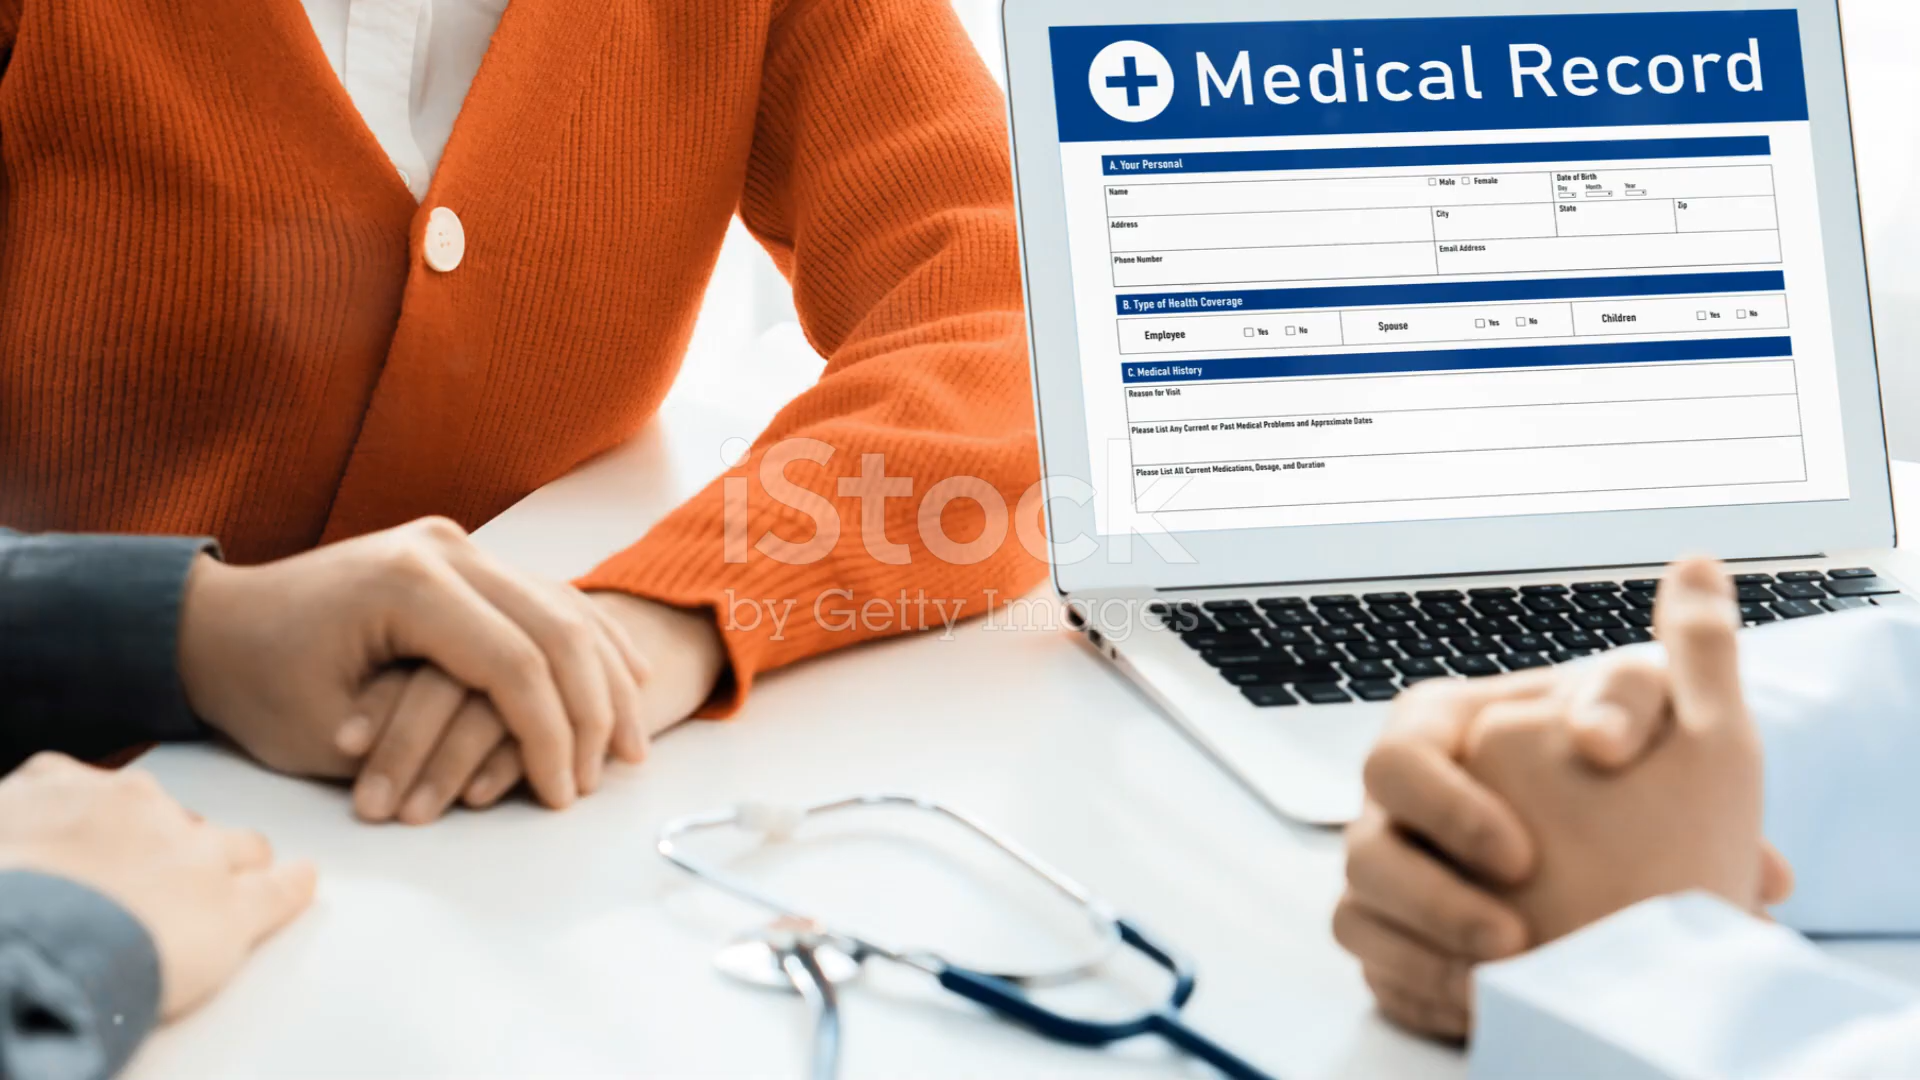 Medical Record
A. Your Personal
Name
Male Female
Date of Birth
Day Month Year
Address
City
State
Zip
Phone Number
Email Address
B. Type of Health Coverage
Employee Yes No Spouse Yes No Children Yes No
C. Medical History
Reason for Visit
Please List Any Current or Past Medical Problems and Approximate Dates
Please List All Current Medications, Dosage, and Duration
iStock
by Getty Images